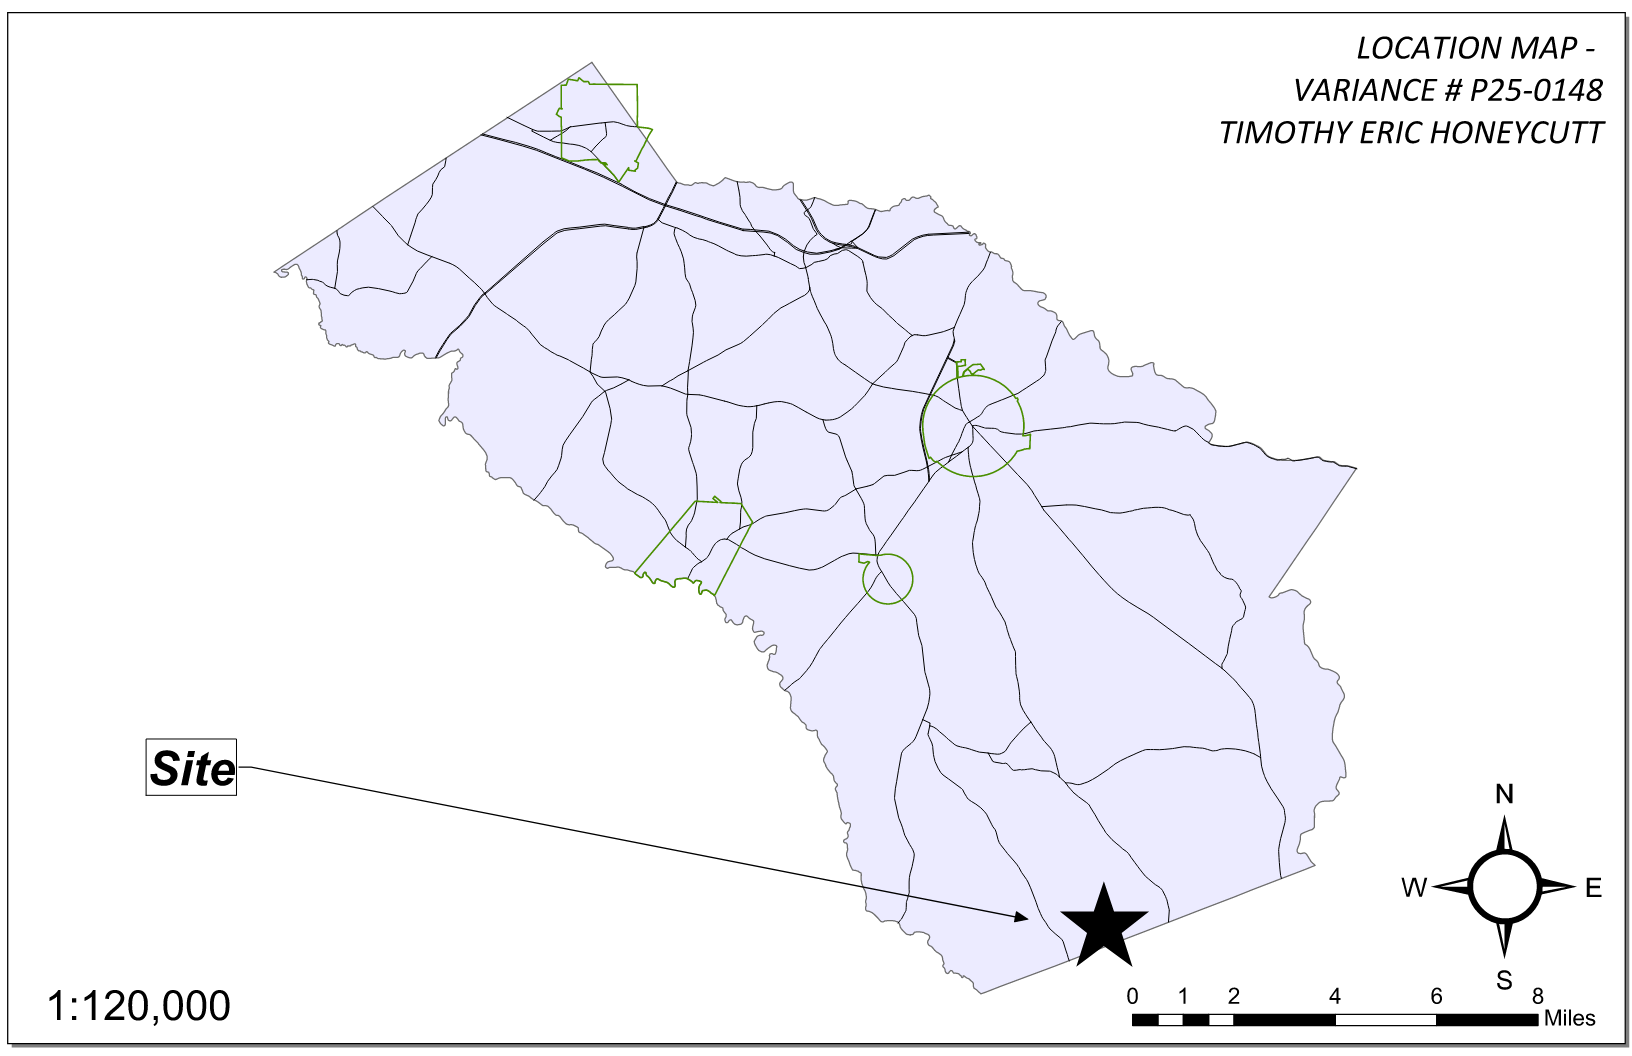 LOCATION MAP -
VARIANCE # P25-0148
TIMOTHY ERIC HONEYCUTT
Site
N
W E
S
0 1 2 4 6 8
Miles
1:120,000